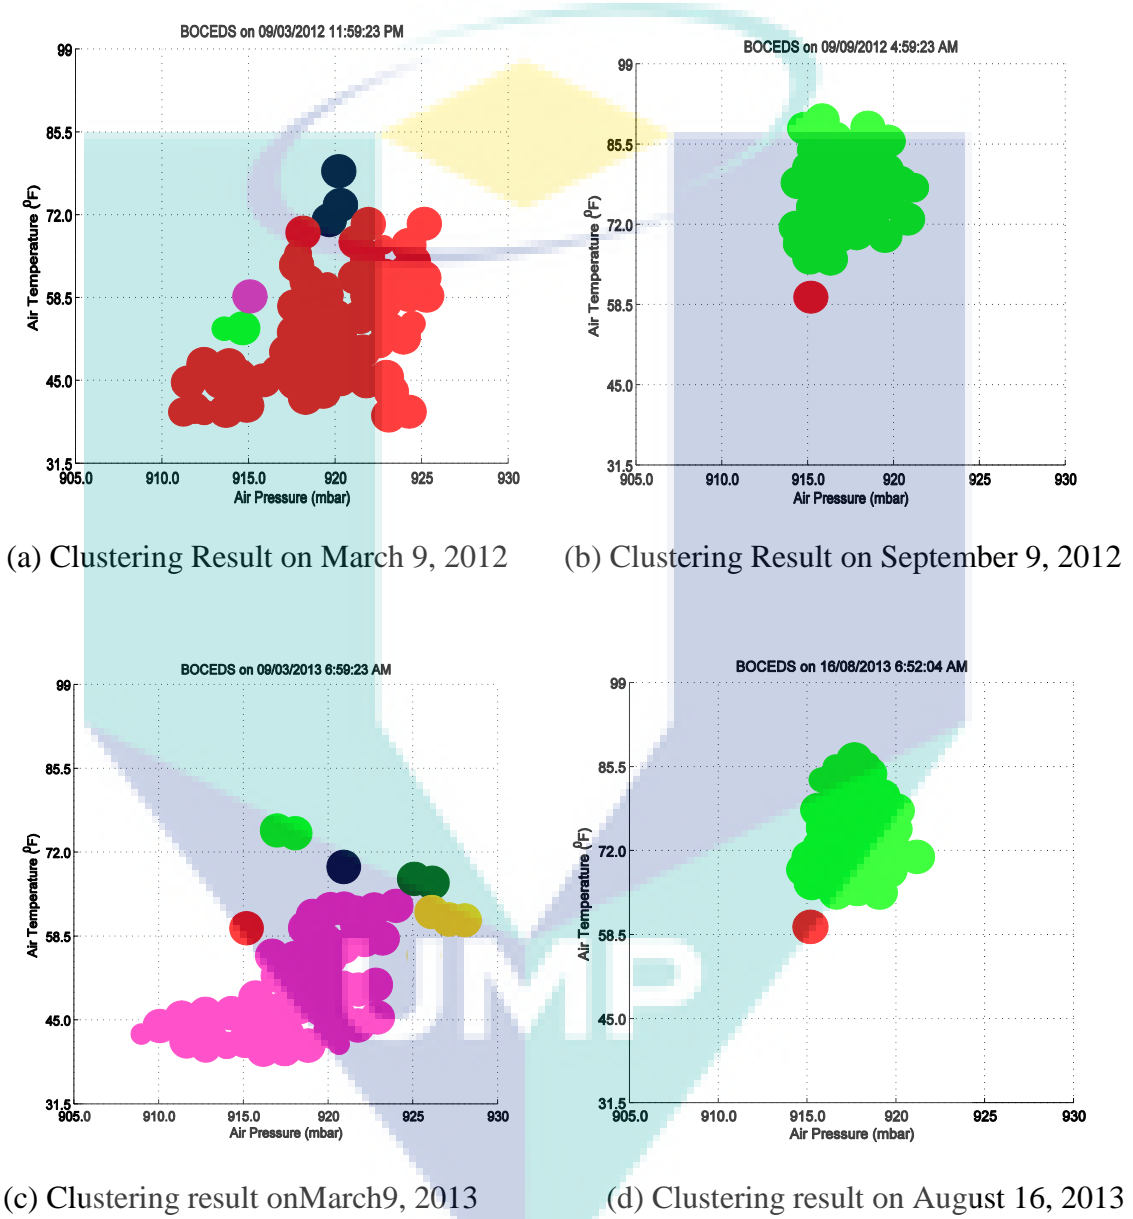 BOCEDS on 09/03/2012 11:59:23 PM
99
85.5
72.0
58.5
45.0
31.5
Air Temperature (⁰F)
905.0 910.0 915.0 920 925 930
Air Pressure (mbar)
(a) Clustering Result on March 9, 2012
BOCEDS on 09/09/2012 4:59:23 AM
99
85.5
72.0
58.5
45.0
31.5
Air Temperature (⁰F)
905.0 910.0 915.0 920 925 930
Air Pressure (mbar)
(b) Clustering Result on September 9, 2012
BOCEDS on 09/03/2013 6:59:23 AM
99
85.5
72.0
58.5
45.0
31.5
Air Temperature (⁰F)
905.0 910.0 915.0 920 925 930
Air Pressure (mbar)
(c) Clustering result onMarch9, 2013
BOCEDS on 16/08/2013 6:52:04 AM
99
85.5
72.0
58.5
45.0
31.5
Air Temperature (⁰F)
905.0 910.0 915.0 920 925 930
Air Pressure (mbar)
(d) Clustering result on August 16, 2013
UMP